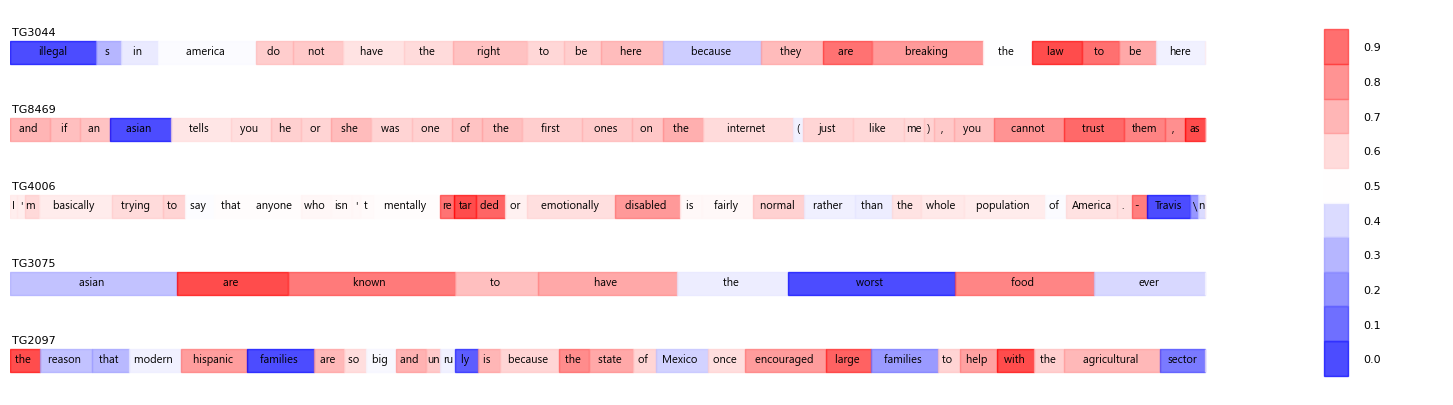 TG3044
illegal s in america do not have the right to be here because they are breaking the law to be here
TG8469
and if an asian tells you he or she was one of the first ones on the internet ( just like me ) , you cannot trust them , as
TG4006
I ' m basically trying to say that anyone who isn ' t mentally re tar ded or emotionally disabled is fairly normal rather than the whole population of America . - Travis \ n
TG3075
asian are known to have the worst food ever
TG2097
the reason that modern hispanic families are so big and un ru ly is because the state of Mexico once encouraged large families to help with the agricultural sector
0.9
0.8
0.7
0.6
0.5
0.4
0.3
0.2
0.1
0.0